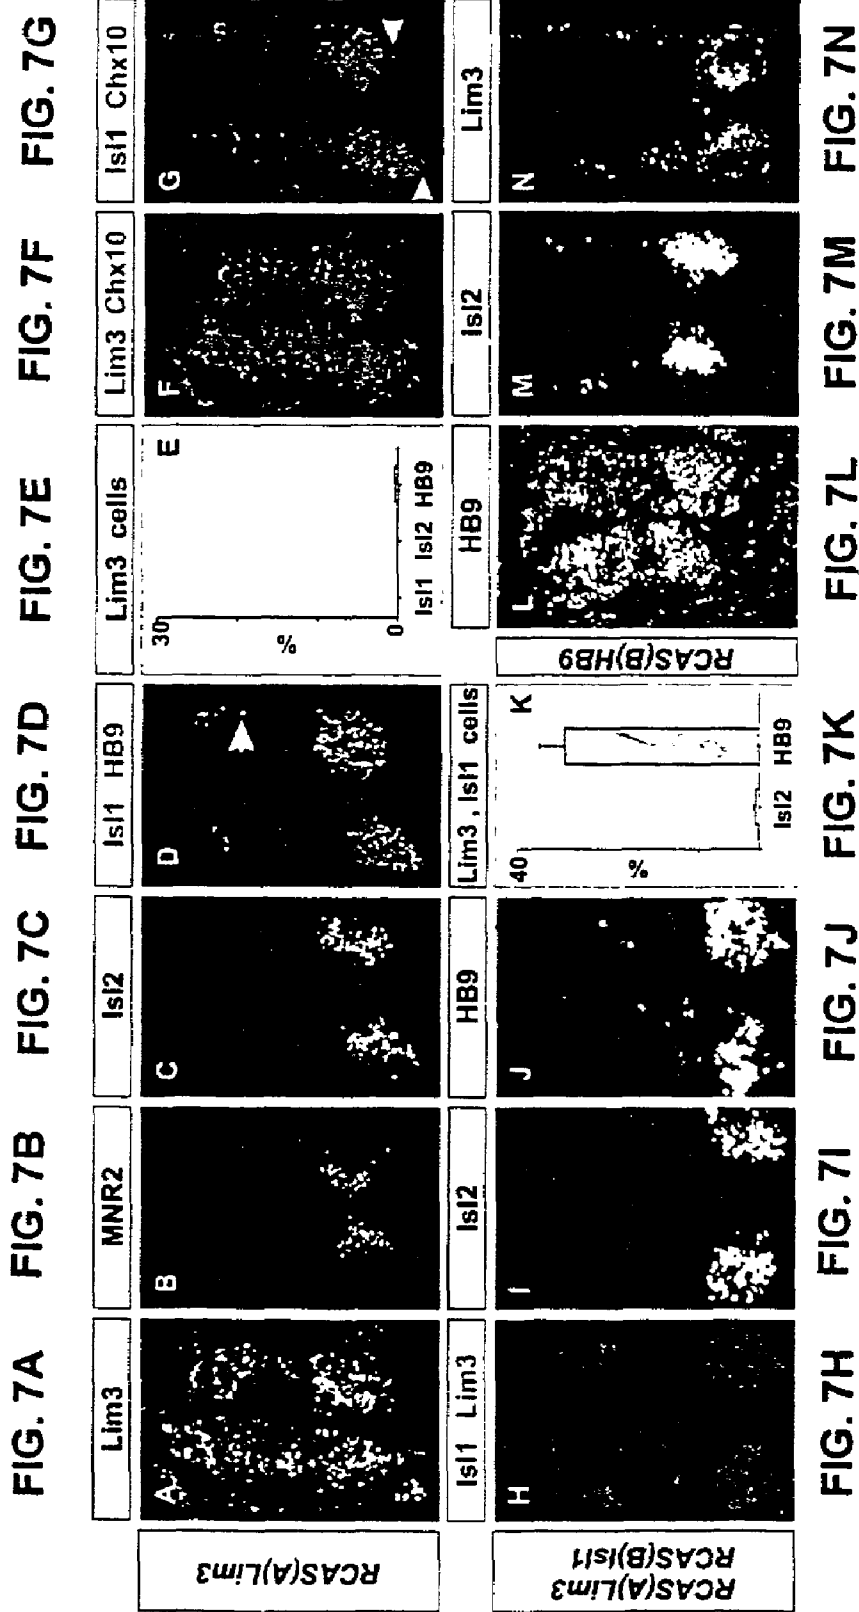 FIG. 7A
FIG. 7B
FIG. 7C
FIG. 7D
FIG. 7E
FIG. 7F
FIG. 7G
Lim3
MNR2
Isl2
Isl1 HB9
Lim3 cells
Lim3 Chx10
Isl1 Chx10
RCAS(A)Lim3
A
B
C
D
E
30
%
0
Isl1 Isl2 HB9
F
G
Isl1 Lim3
Isl2
HB9
Lim3, Isl1 cells
HB9
Isl2
Lim3
RCAS(A)Lim3
RCAS(B)Isl1
H
I
J
K
40
%
Isl2 HB9
RCAS(B)HB9
L
M
N
FIG. 7H
FIG. 7I
FIG. 7J
FIG. 7K
FIG. 7L
FIG. 7M
FIG. 7N